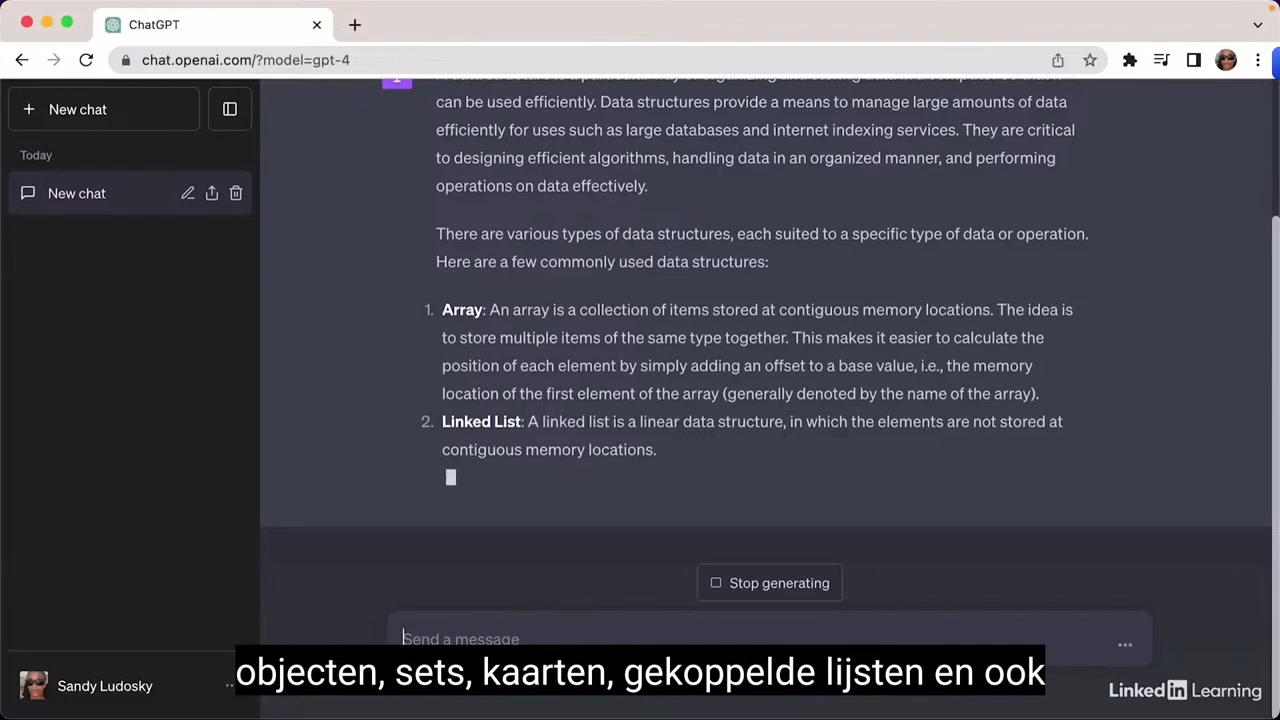 ChatGPT
chat.openai.com/?model=gpt-4
New chat
Today
New chat
can be used efficiently. Data structures provide a means to manage large amounts of data
efficiently for uses such as large databases and internet indexing services. They are critical
to designing efficient algorithms, handling data in an organized manner, and performing
operations on data effectively.
There are various types of data structures, each suited to a specific type of data or operation.
Here are a few commonly used data structures:
1. Array: An array is a collection of items stored at contiguous memory locations. The idea is
to store multiple items of the same type together. This makes it easier to calculate the
position of each element by simply adding an offset to a base value, i.e., the memory
location of the first element of the array (generally denoted by the name of the array).
2. Linked List: A linked list is a linear data structure, in which the elements are not stored at
contiguous memory locations.
Stop generating
Send a message
objecten, sets, kaarten, gekoppelde lijsten en ook
Sandy Ludosky
LinkedIn Learning